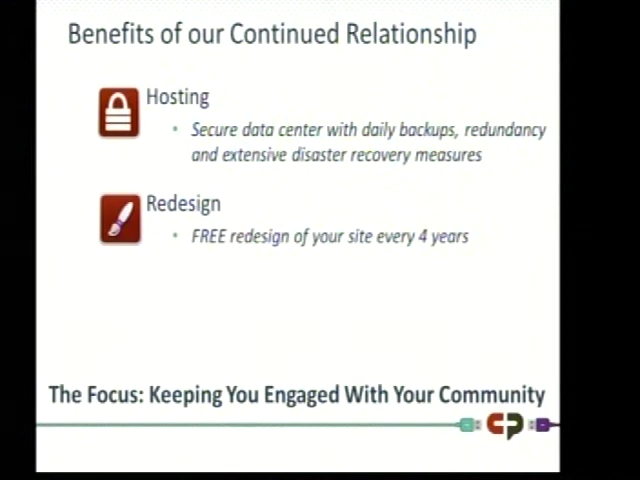 Benefits of our Continued Relationship
Hosting
• Secure data center with daily backups, redundancy
and extensive disaster recovery measures
Redesign
• FREE redesign of your site every 4 years
The Focus: Keeping You Engaged With Your Community
CP